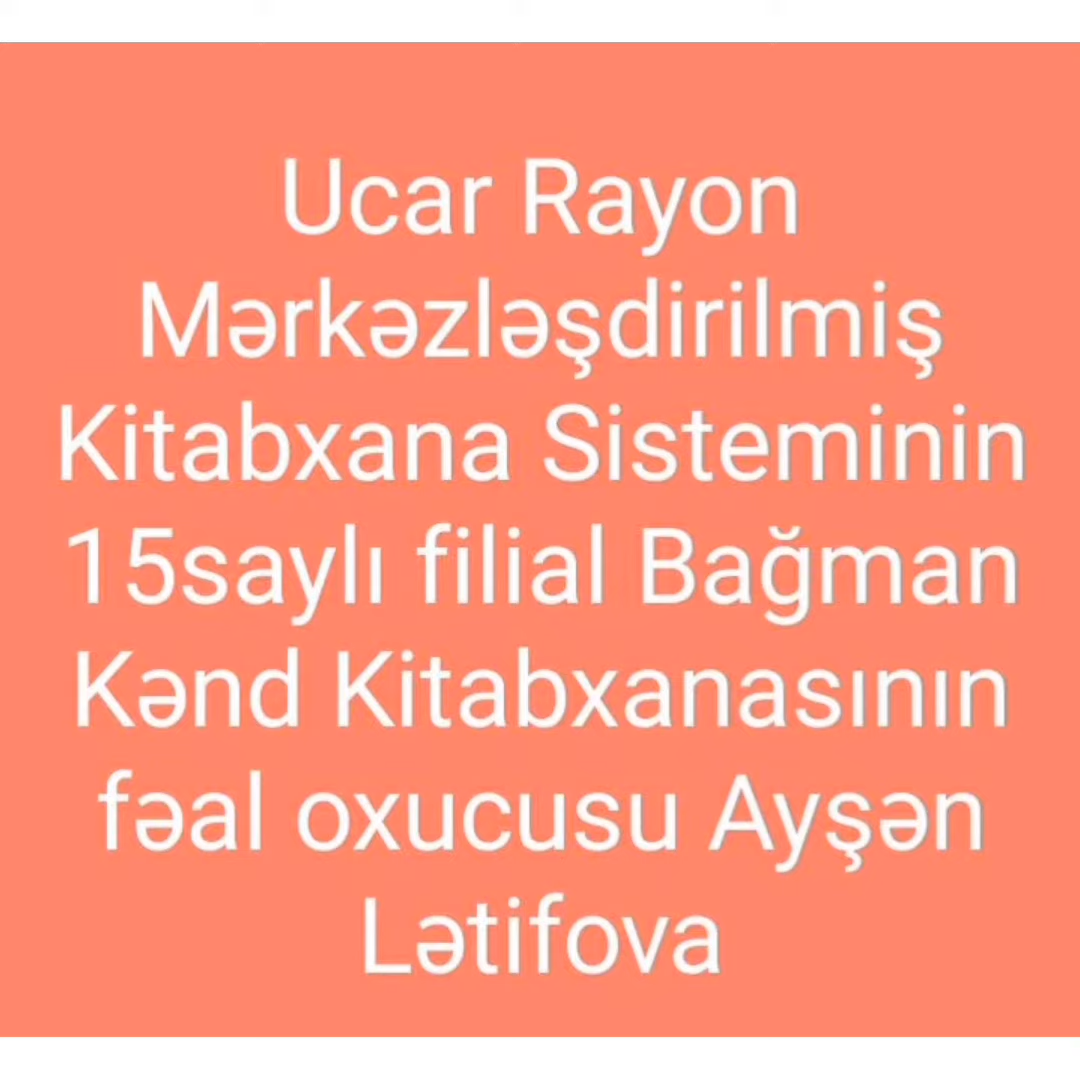 Ucar Rayon
Mərkəzləşdirilmiş
Kitabxana Sisteminin
15saylı filial Bağman
Kənd Kitabxanasının
fəal oxucusu Ayşən
Lətifova